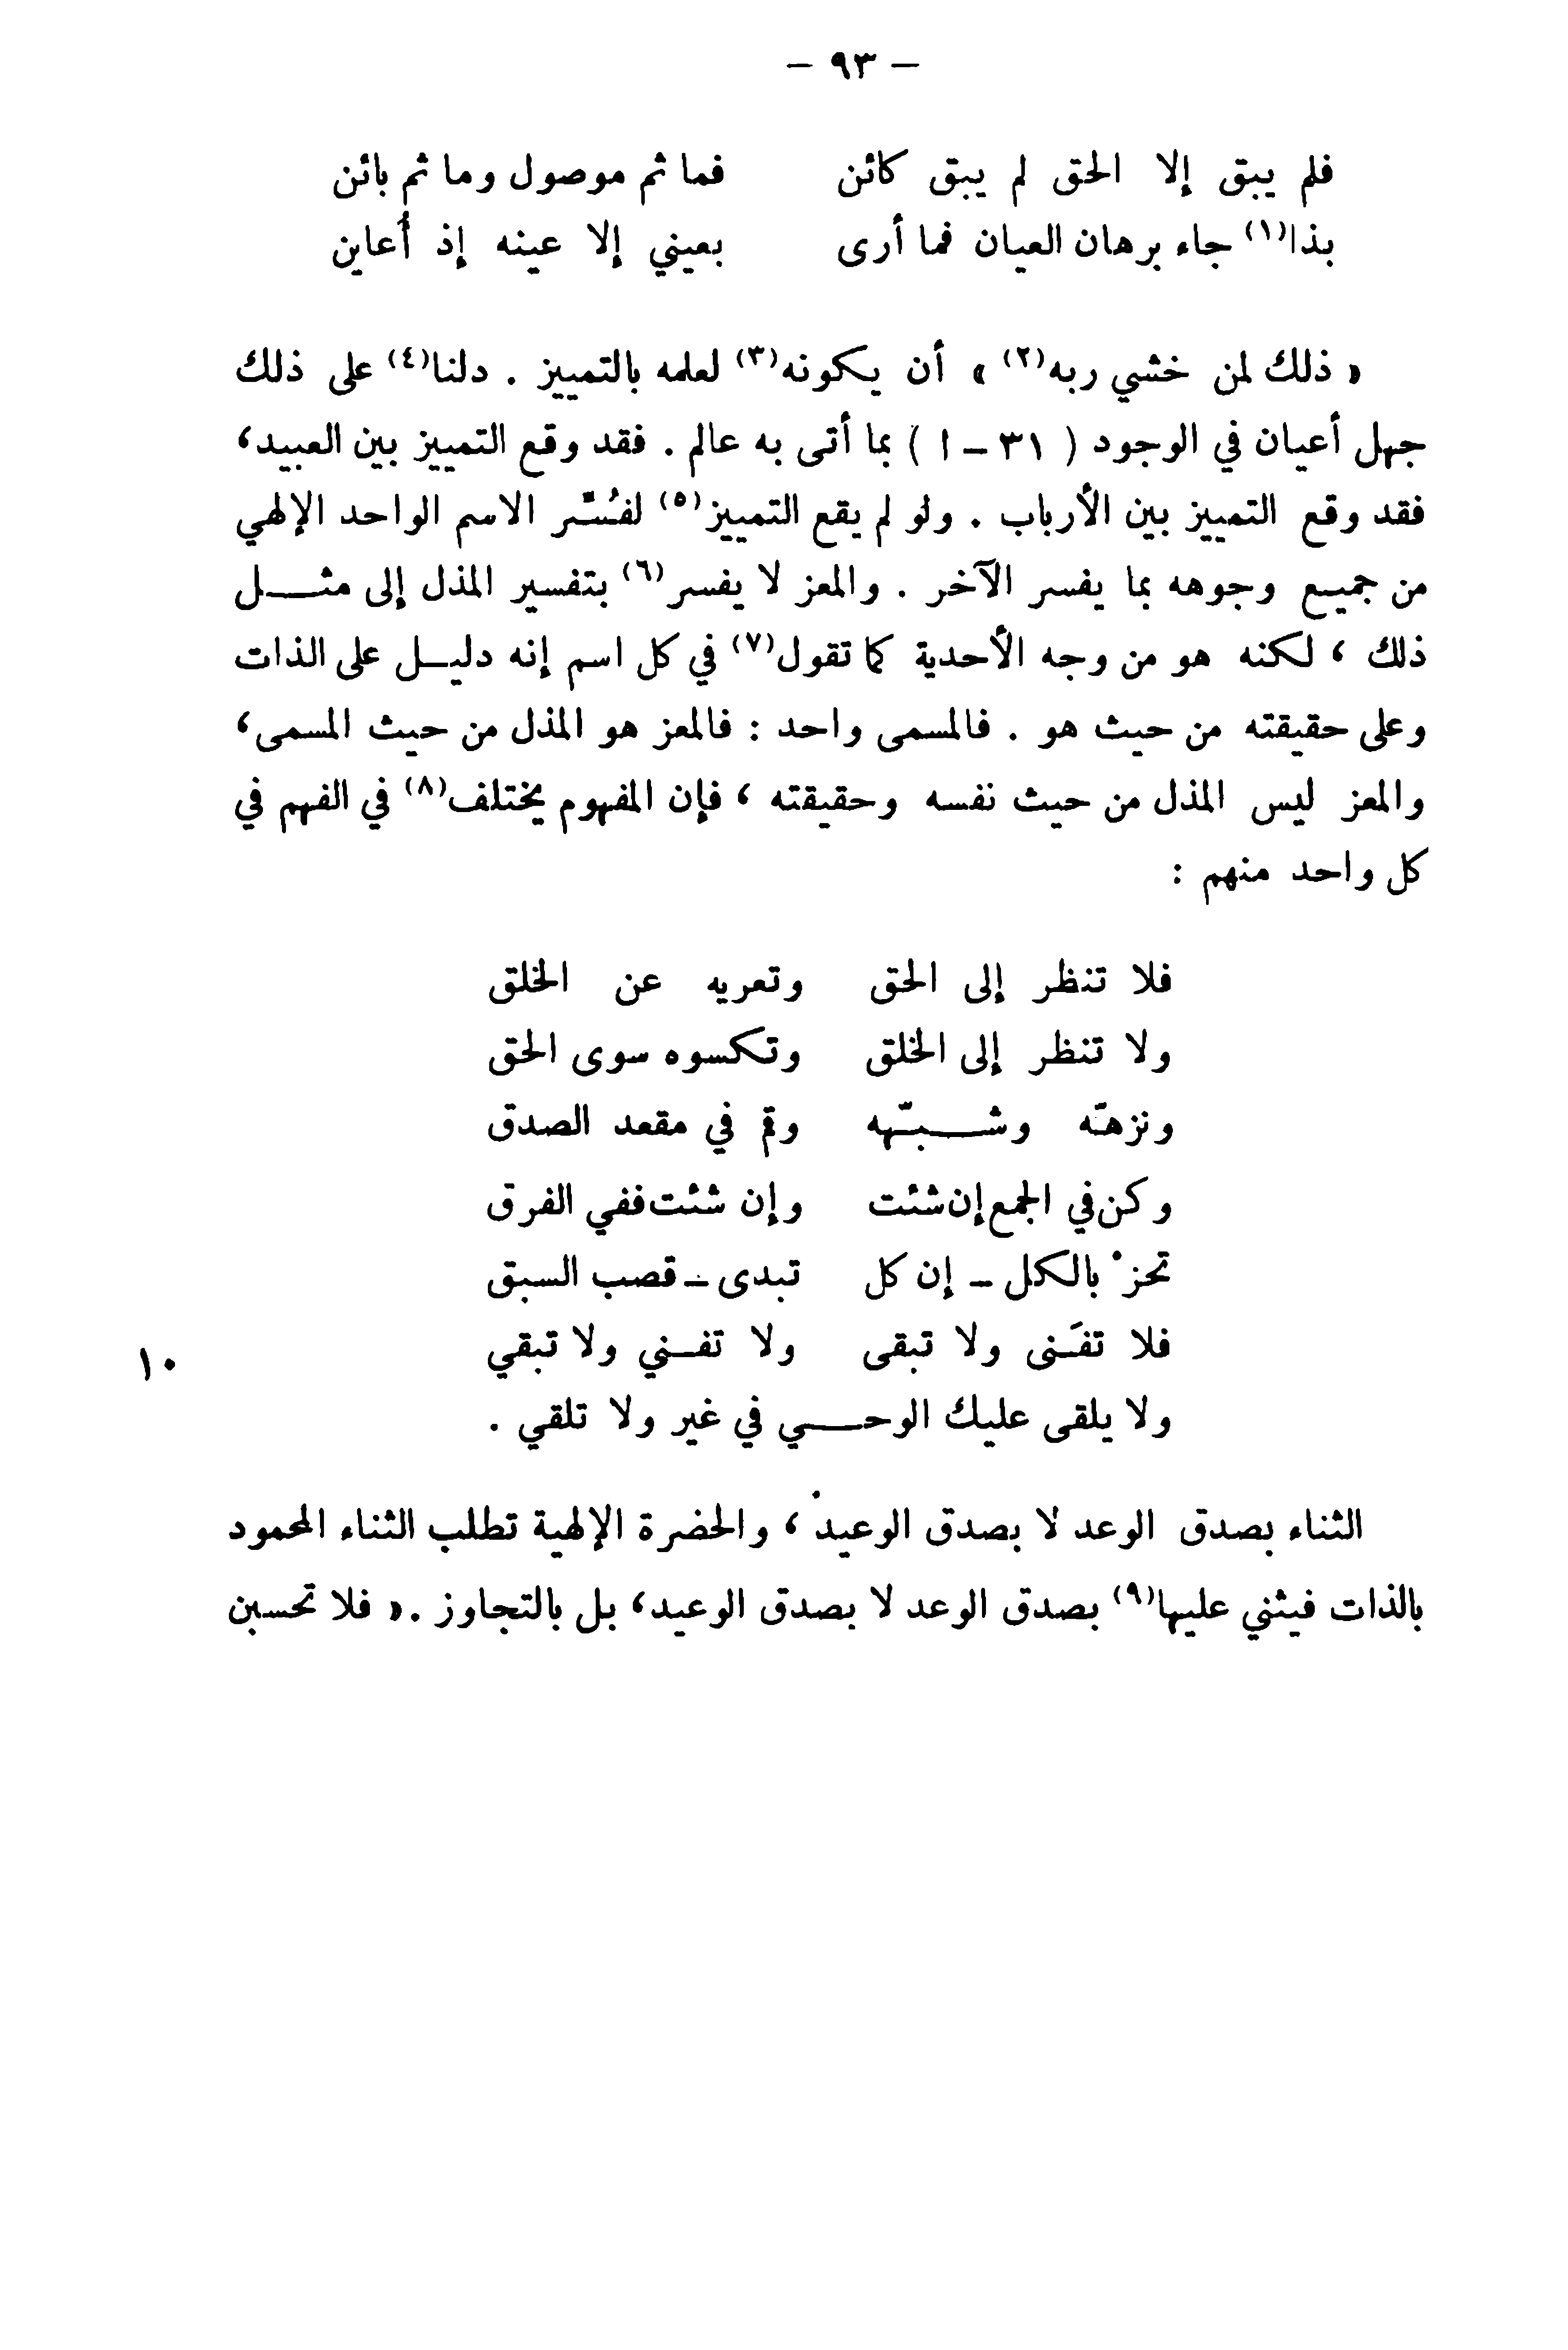 – ٩٣ –
فلم يبق إلا الحق لم يبق كائن فما ثم موصول وما ثم بائن
بذا(١) جاء برهان العيان فما أرى بعيني إلا عينه إذ أُعاين
« ذلك لمن خشي ربه(٢) » أن يكونه(٣) لعلمه بالتمييز . دلنا(٤) على ذلك
جهل أعيان في الوجود ( ٣١ – ا ) بما أتى به عالم . فقد وقع التمييز بين العبيد،
فقد وقع التمييز بين الأرباب . ولو لم يقع التمييز(٥) لفُسِّر الاسم الواحد الإلهي
من جميع وجوهه بما يفسر الآخر . والمعز لا يفسر(٦) بتفسير المذل إلى مثل
ذلك ، لكنه هو من وجه الأحدية كما تقول(٧) في كل اسم إنه دليل على الذات
وعلى حقيقته من حيث هو . فالمسمى واحد : فالمعز هو المذل من حيث المسمى،
والمعز ليس المذل من حيث نفسه وحقيقته ، فإن المفهوم يختلف(٨) في الفهم في
كل واحد منهم :
فلا تنظر إلى الحق وتعريه عن الخلق
ولا تنظر إلى الخلق وتكسوه سوى الحق
ونزهّه وشبّهه وقم في مقعد الصدق
وكن في الجمع إن شئت وإن شئت ففي الفرق
تحزْ بالكل – إن كل تبدى – قصب السبق
فلا تفنَى ولا تبقى ولا تفني ولا تبقي
١٠
ولا يلقى عليك الوحي في غير ولا تلقي .
الثناء بصدق الوعد لا بصدق الوعيد ، والحضرة الإلهية تطلب الثناء المحمود
بالذات فيثني عليها(٩) بصدق الوعد لا بصدق الوعيد، بل بالتجاوز . « فلا تحسبن